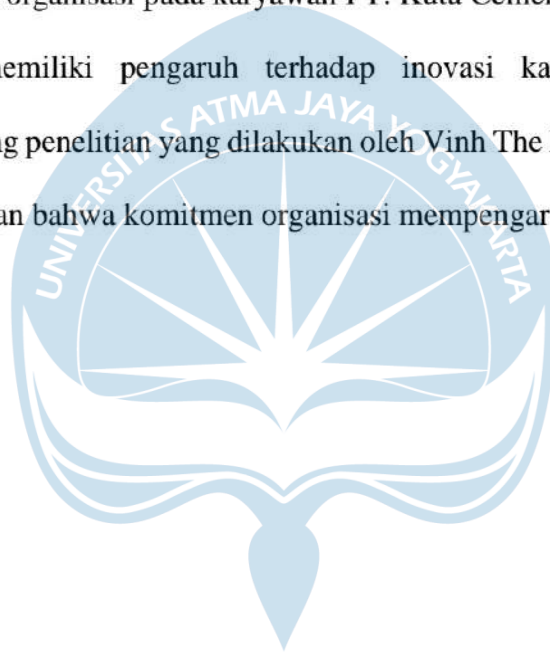 organisasi pada karyawan PT. Kuta Cemer
memiliki pengaruh terhadap inovasi ka
ng penelitian yang dilakukan oleh Vinh The
an bahwa komitmen organisasi mempengar
UNIVERSITAS ATMA JAYA YOGYAKARTA